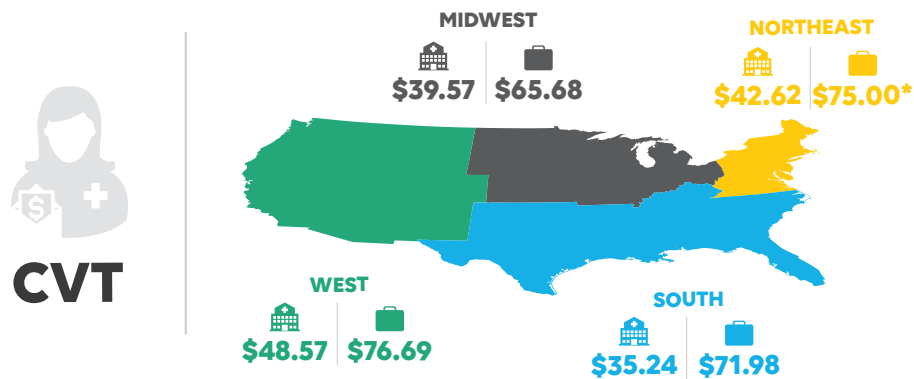 MIDWEST
$39.57 $65.68
NORTHEAST
$42.62 $75.00*
$
CVT
WEST
$48.57 $76.69
SOUTH
$35.24 $71.98